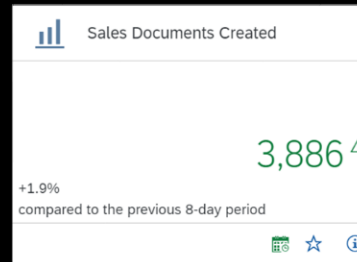 Sales Documents Created
3,886
+1.9%
compared to the previous 8-day period